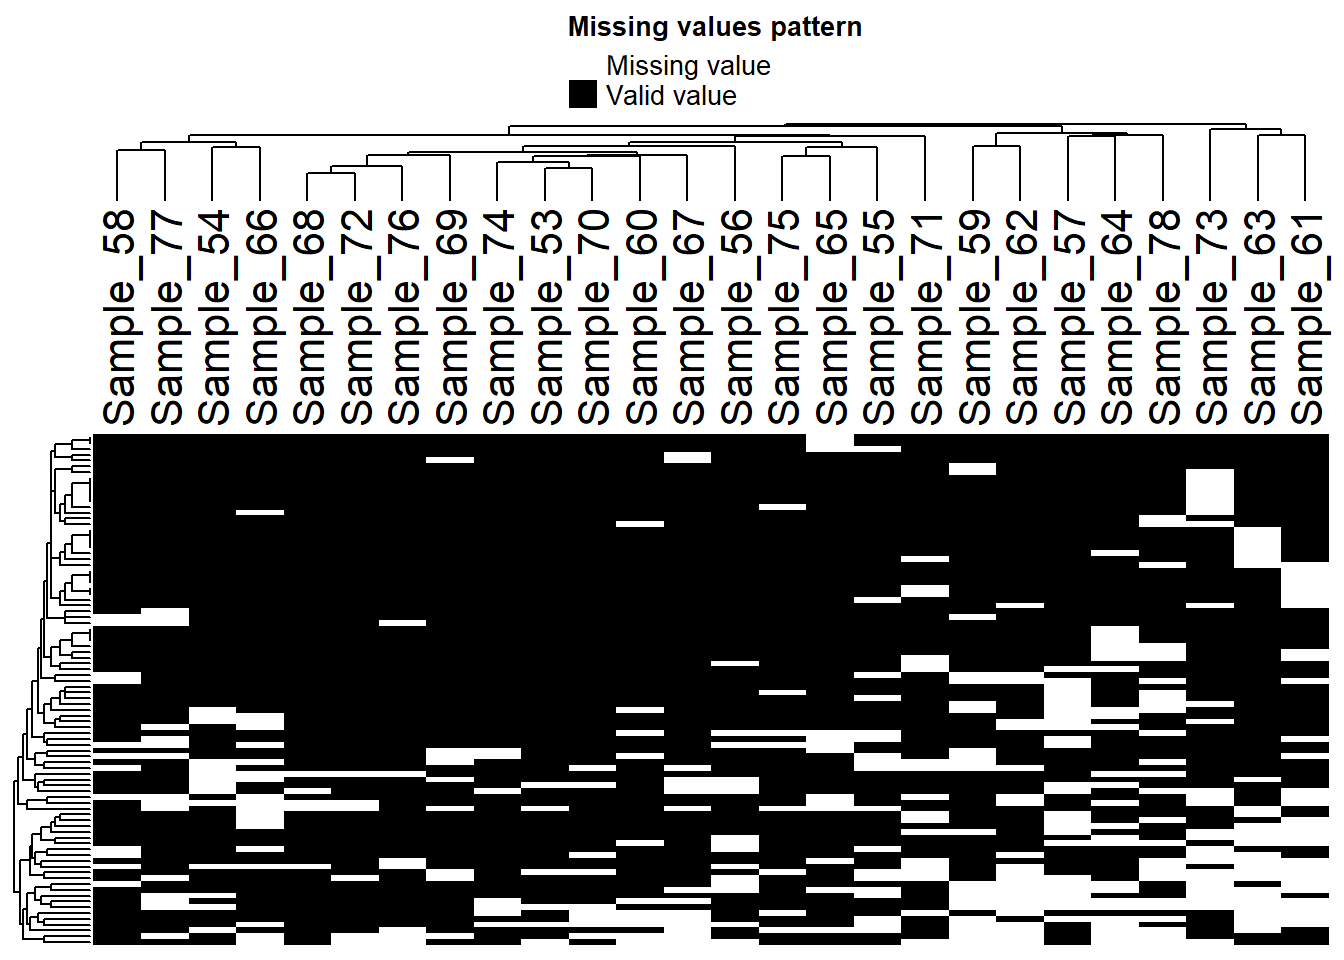 Missing values pattern
Missing value
Valid value
Sample_58
Sample_77
Sample_54
Sample_66
Sample_68
Sample_72
Sample_76
Sample_69
Sample_74
Sample_53
Sample_70
Sample_60
Sample_67
Sample_56
Sample_75
Sample_65
Sample_55
Sample_71
Sample_59
Sample_62
Sample_57
Sample_64
Sample_78
Sample_73
Sample_63
Sample_61